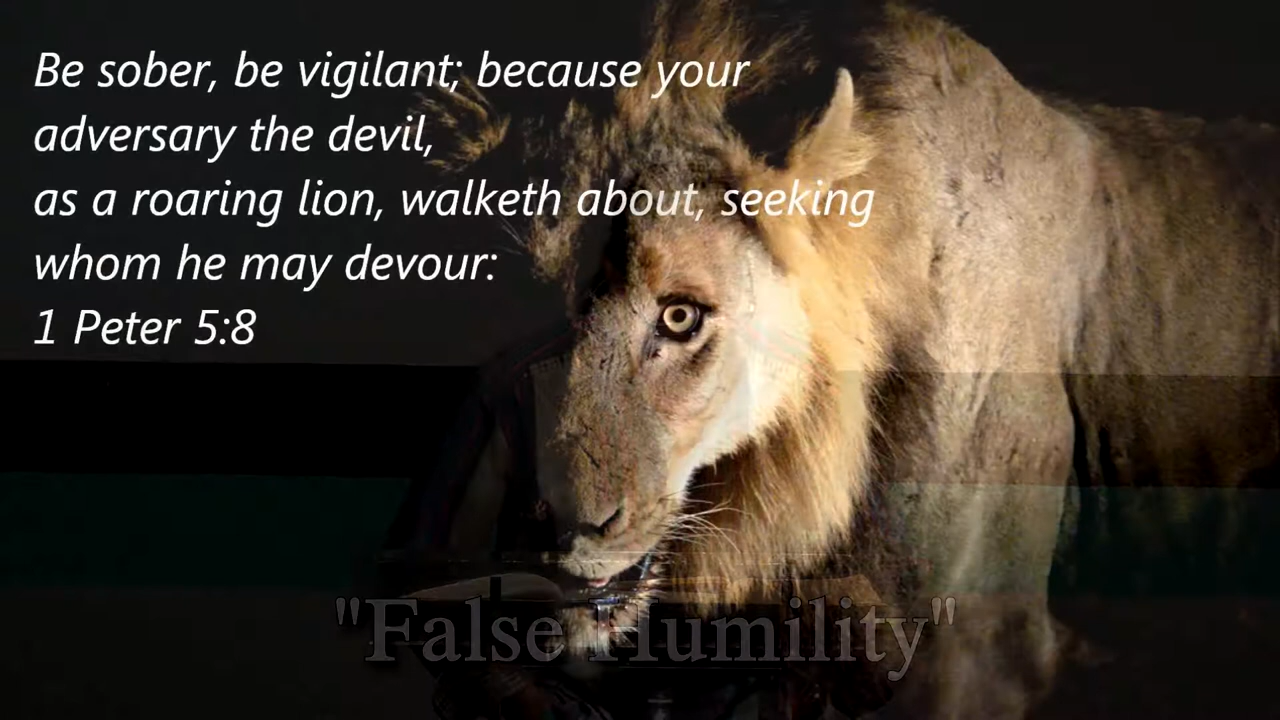 Be sober, be vigilant; because your
adversary the devil,
as a roaring lion, walketh about, seeking
whom he may devour:
1 Peter 5:8
"False Humility"